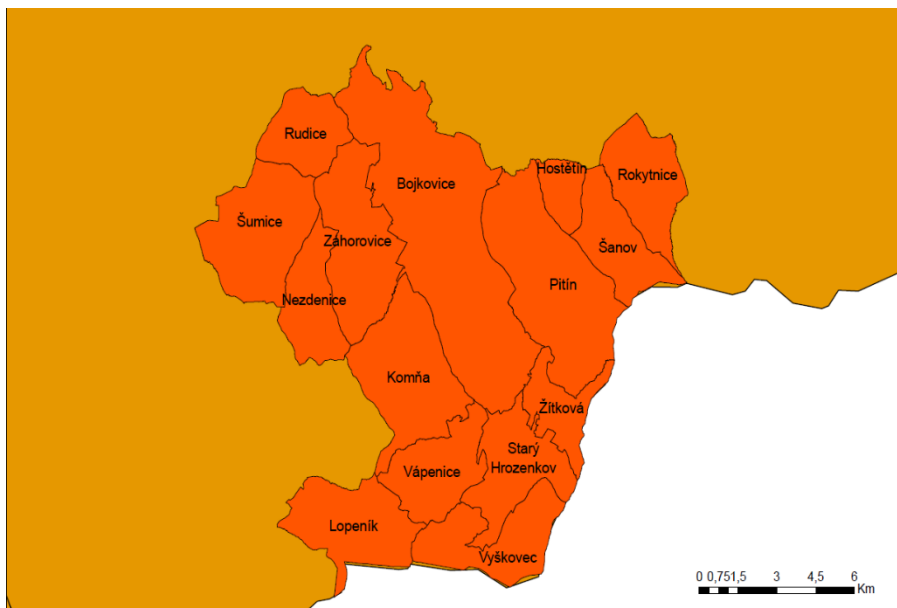 Rudice
Bojkovice
Hostětín
Rokytnice
Šumice
Záhorovice
Šanov
Pitín
Nezdenice
Komňa
Žítková
Starý
Hrozenkov
Vápenice
Lopeník
Vyškovec
0 0,751,5 3 4,5 6
Km